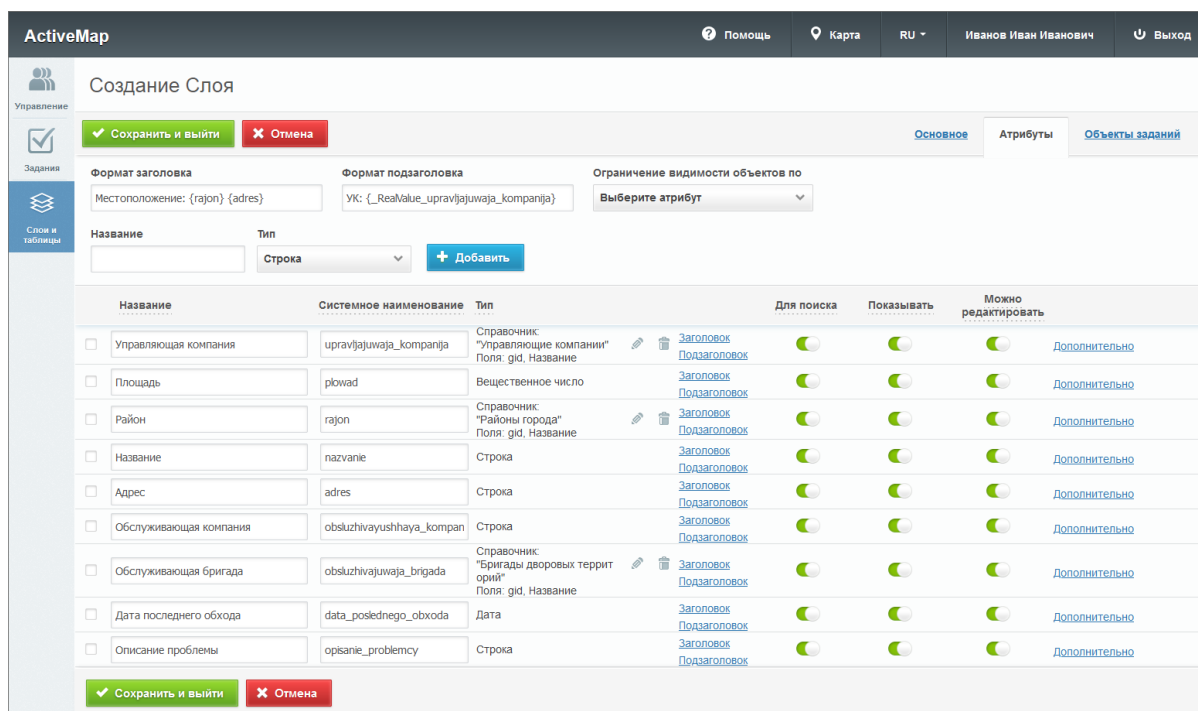 ActiveMap
Помощь
Карта
RU
Иванов Иван Иванович
Выход
Управление
Задания
Слои и
таблицы
Создание Слоя
Сохранить и выйти
Отмена
Основное
Атрибуты
Объекты заданий
Формат заголовка
Формат подзаголовка
Ограничение видимости объектов по
Местоположение: {rajon} {adres}
УК: {_RealValue_upravljajuwaja_kompanija}
Выберите атрибут
Название
Тип
Строка
Добавить
Название
Системное наименование
Тип
Для поиска
Показывать
Можно
редактировать
Управляющая компания
upravljajuwaja_kompanija
Справочник:
"Управляющие компании"
Поля: gid, Название
Заголовок
Подзаголовок
Дополнительно
Площадь
plowad
Вещественное число
Заголовок
Подзаголовок
Дополнительно
Район
rajon
Справочник:
"Районы города"
Поля: gid, Название
Заголовок
Подзаголовок
Дополнительно
Название
nazvanie
Строка
Заголовок
Подзаголовок
Дополнительно
Адрес
adres
Строка
Заголовок
Подзаголовок
Дополнительно
Обслуживающая компания
obsluzhivayushhaya_kompan
Строка
Заголовок
Подзаголовок
Дополнительно
Обслуживающая бригада
obsluzhivajuwaja_brigada
Справочник:
"Бригады дворовых террит
орий"
Поля: gid, Название
Заголовок
Подзаголовок
Дополнительно
Дата последнего обхода
data_poslednego_obxoda
Дата
Заголовок
Подзаголовок
Дополнительно
Описание проблемы
opisanie_problemcy
Строка
Заголовок
Подзаголовок
Дополнительно
Сохранить и выйти
Отмена